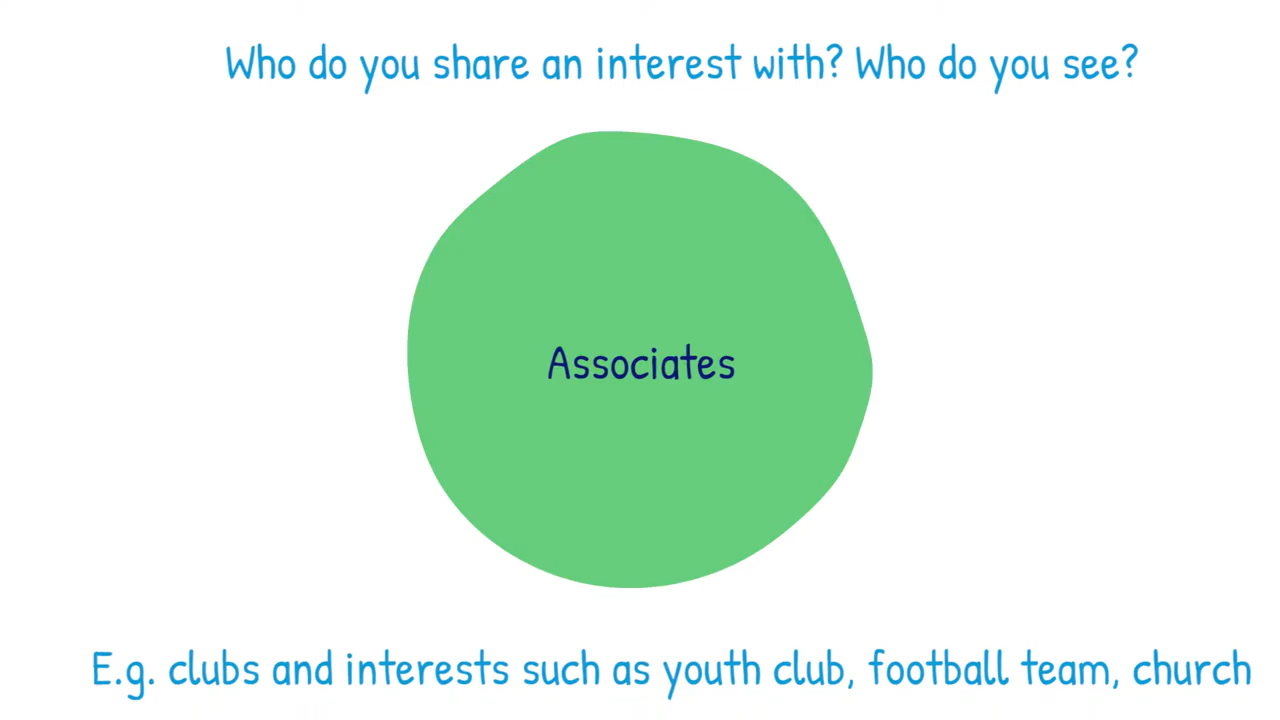 Who do you share an interest with? Who do you see?
Associates
E.g. clubs and interests such as youth club, football team, church